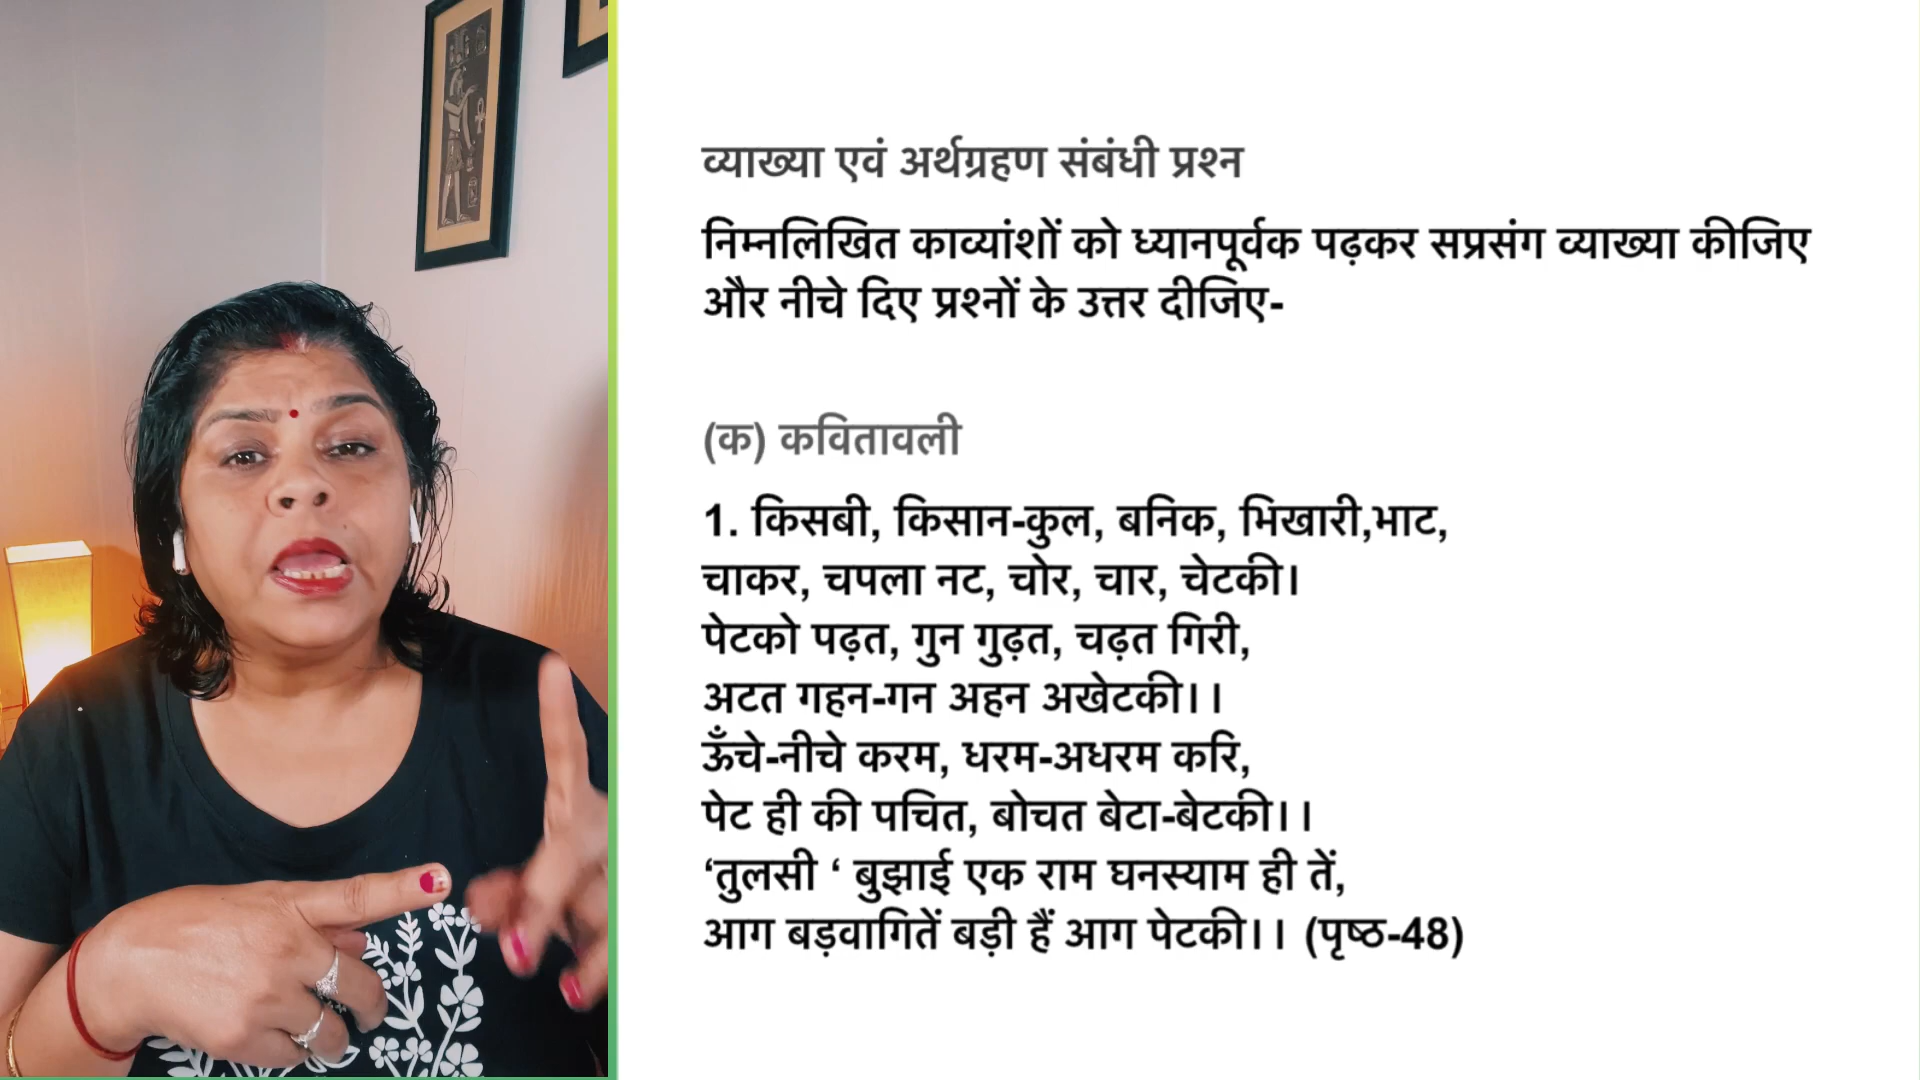 व्याख्या एवं अर्थग्रहण संबंधी प्रश्न
निम्नलिखित काव्यांशों को ध्यानपूर्वक पढ़कर सप्रसंग व्याख्या कीजिए
और नीचे दिए प्रश्नों के उत्तर दीजिए-
(क) कवितावली
1. किसबी, किसान-कुल, बनिक, भिखारी,भाट,
चाकर, चपला नट, चोर, चार, चेटकी।
पेटको पढ़त, गुन गुढ़त, चढ़त गिरी,
अटत गहन-गन अहन अखेटकी।।
ऊँचे-नीचे करम, धरम-अधरम करि,
पेट ही की पचित, बोचत बेटा-बेटकी।।
‘तुलसी ‘ बुझाई एक राम घनस्याम ही तें,
आग बड़वागितें बड़ी हैं आग पेटकी।। (पृष्ठ-48)